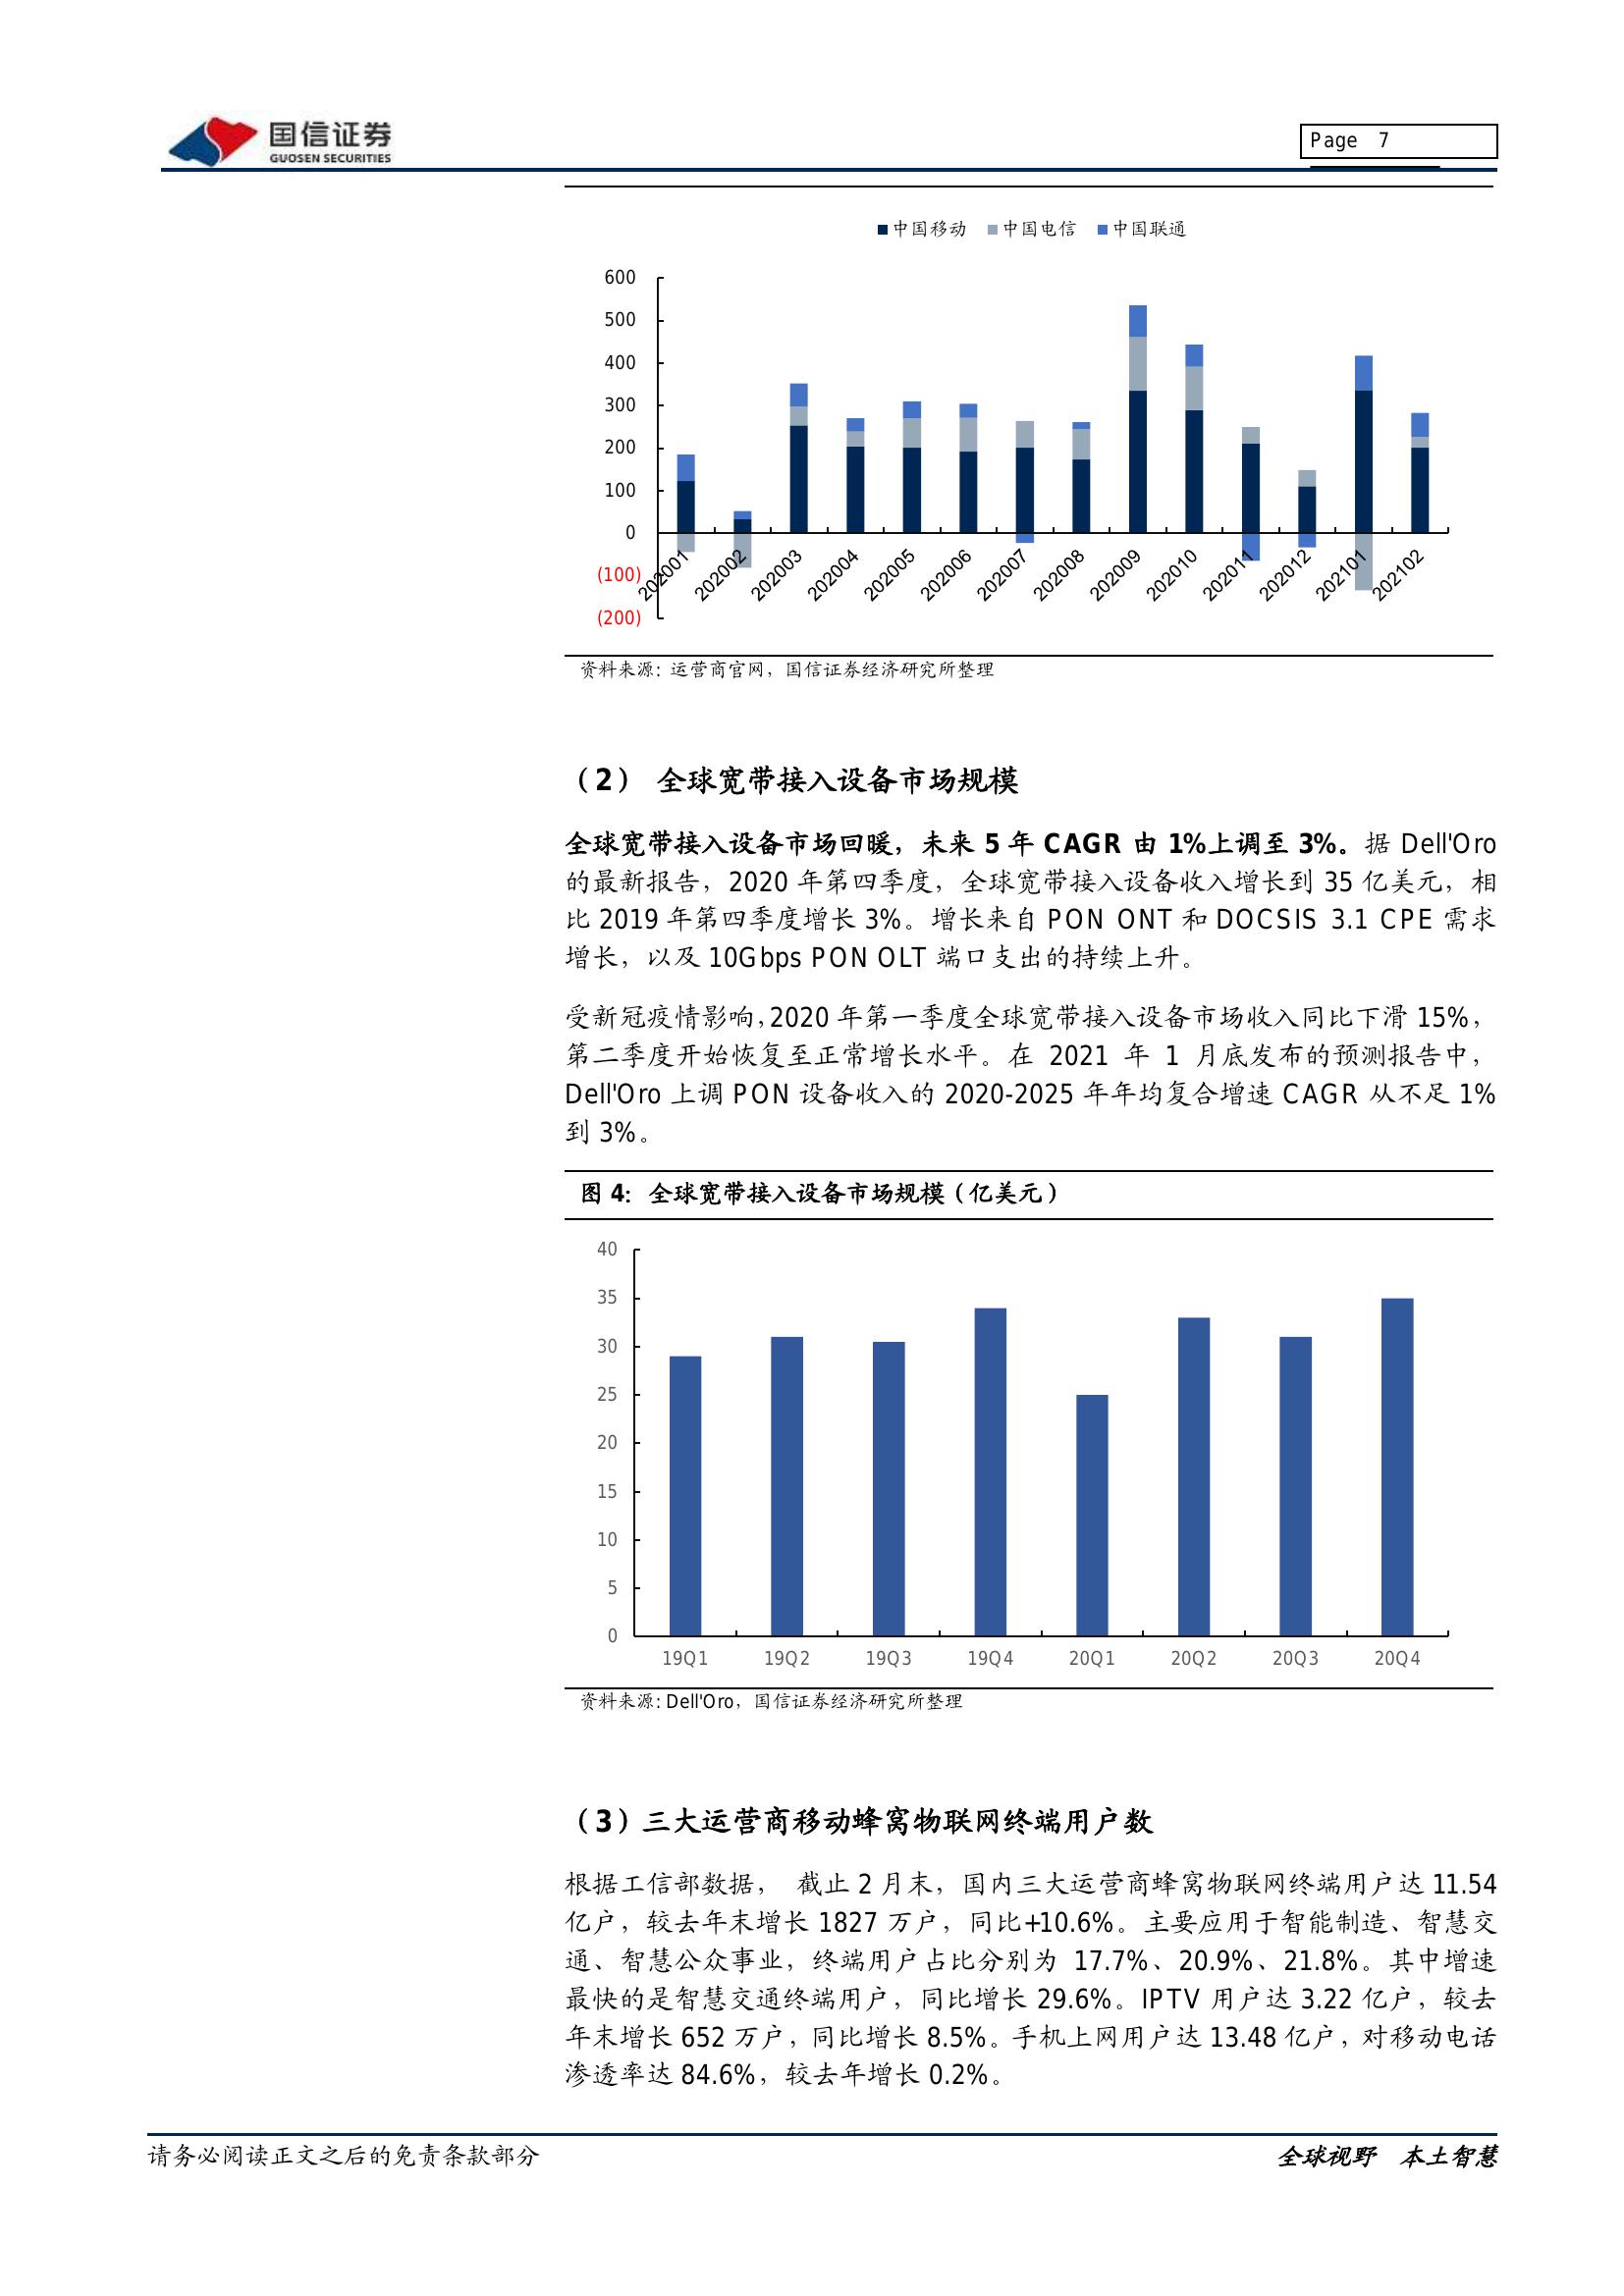 国信证券
GUOSEN SECURITIES
Page 7
中国移动 中国电信 中国联通
600
500
400
300
200
100
0
(100)
(200)
202001 202002 202003 202004 202005 202006 202007 202008 202009 202010 202011 202012 202101 202102
资料来源：运营商官网，国信证券经济研究所整理
（2） 全球宽带接入设备市场规模
全球宽带接入设备市场回暖，未来 5 年 CAGR 由 1%上调至 3%。据 Dell'Oro
的最新报告，2020 年第四季度，全球宽带接入设备收入增长到 35 亿美元，相
比 2019 年第四季度增长 3%。增长来自 PON ONT 和 DOCSIS 3.1 CPE 需求
增长，以及 10Gbps PON OLT 端口支出的持续上升。
受新冠疫情影响，2020 年第一季度全球宽带接入设备市场收入同比下滑 15%，
第二季度开始恢复至正常增长水平。在 2021 年 1 月底发布的预测报告中，
Dell'Oro 上调 PON 设备收入的 2020-2025 年年均复合增速 CAGR 从不足 1%
到 3%。
图 4：全球宽带接入设备市场规模（亿美元）
40
35
30
25
20
15
10
5
0
19Q1 19Q2 19Q3 19Q4 20Q1 20Q2 20Q3 20Q4
资料来源：Dell'Oro，国信证券经济研究所整理
（3）三大运营商移动蜂窝物联网终端用户数
根据工信部数据， 截止 2 月末，国内三大运营商蜂窝物联网终端用户达 11.54
亿户，较去年末增长 1827 万户，同比+10.6%。主要应用于智能制造、智慧交
通、智慧公众事业，终端用户占比分别为 17.7%、20.9%、21.8%。其中增速
最快的是智慧交通终端用户，同比增长 29.6%。IPTV 用户达 3.22 亿户，较去
年末增长 652 万户，同比增长 8.5%。手机上网用户达 13.48 亿户，对移动电话
渗透率达 84.6%，较去年增长 0.2%。
请务必阅读正文之后的免责条款部分
全球视野 本土智慧